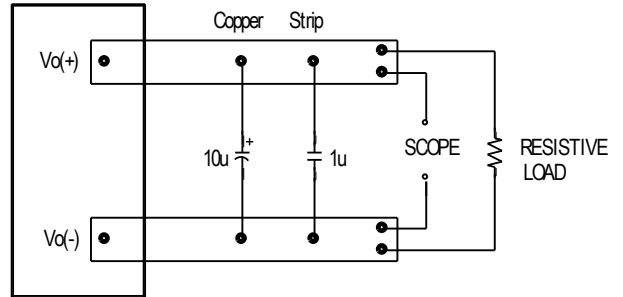 Copper Strip
Vo(+)
10u
+
1u
SCOPE
RESISTIVE
LOAD
Vo(-)